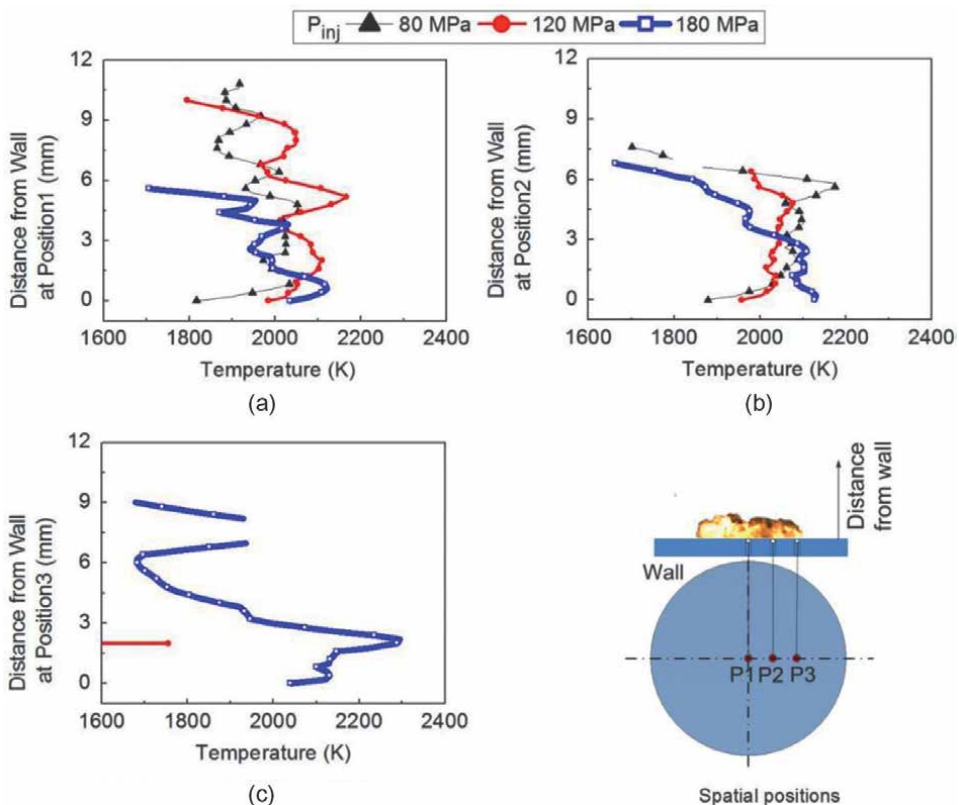 P_inj 80 MPa 120 MPa 180 MPa
12
9
6
3
0
Distance from Wall
at Position1 (mm)
1600 1800 2000 2200 2400
Temperature (K)
(a)
12
9
6
3
0
Distance from Wall
at Position2 (mm)
1600 1800 2000 2200 2400
Temperature (K)
(b)
12
9
6
3
0
Distance from Wall
at Position3 (mm)
1600 1800 2000 2200 2400
Temperature (K)
(c)
Distance
from wall
Wall
P1 P2 P3
Spatial positions